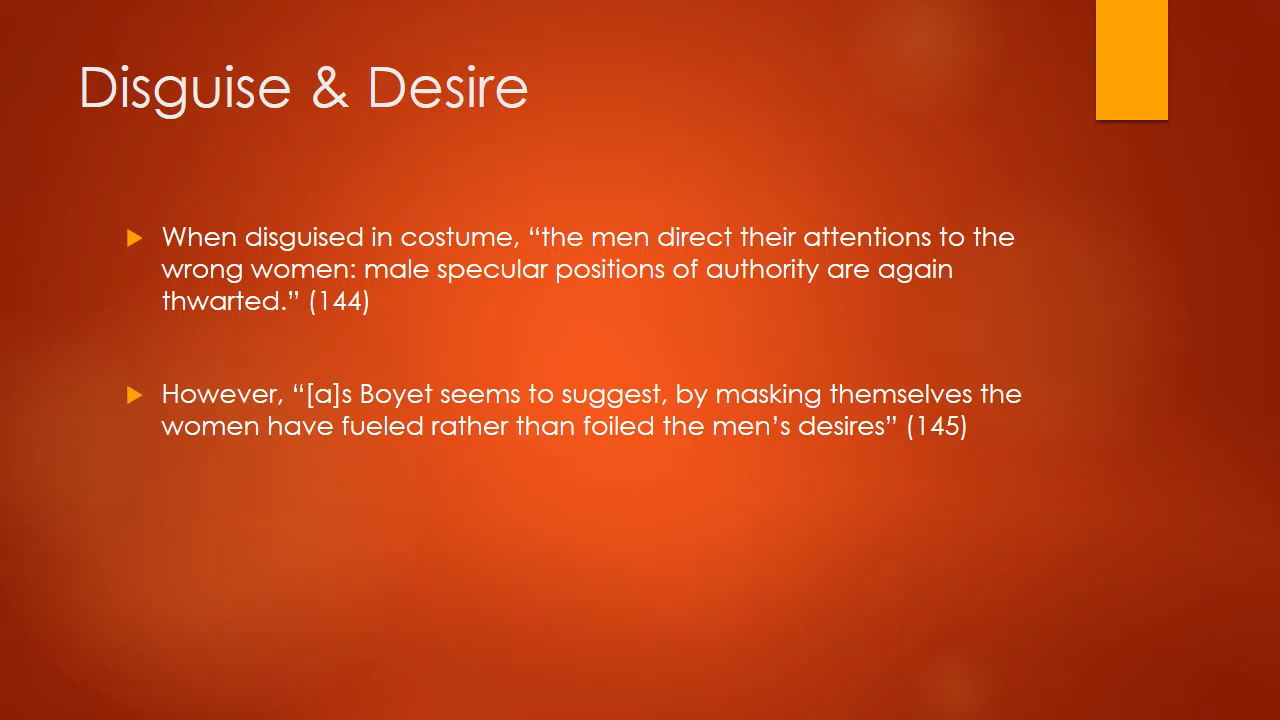 Disguise & Desire
When disguised in costume, “the men direct their attentions to the
wrong women: male specular positions of authority are again
thwarted.” (144)
However, “[a]s Boyet seems to suggest, by masking themselves the
women have fueled rather than foiled the men’s desires” (145)